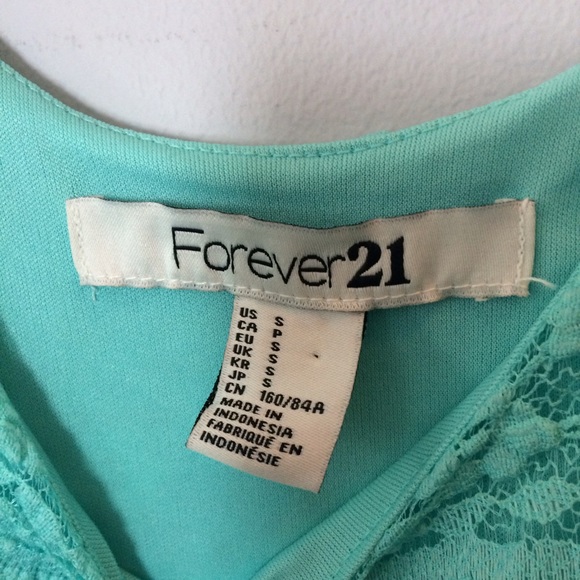 Forever21
US S
CA P
EU S
UK S
KR S
JP S
CN 160/84A
MADE IN
INDONESIA
FABRIQUÉ EN
INDONÉSIE